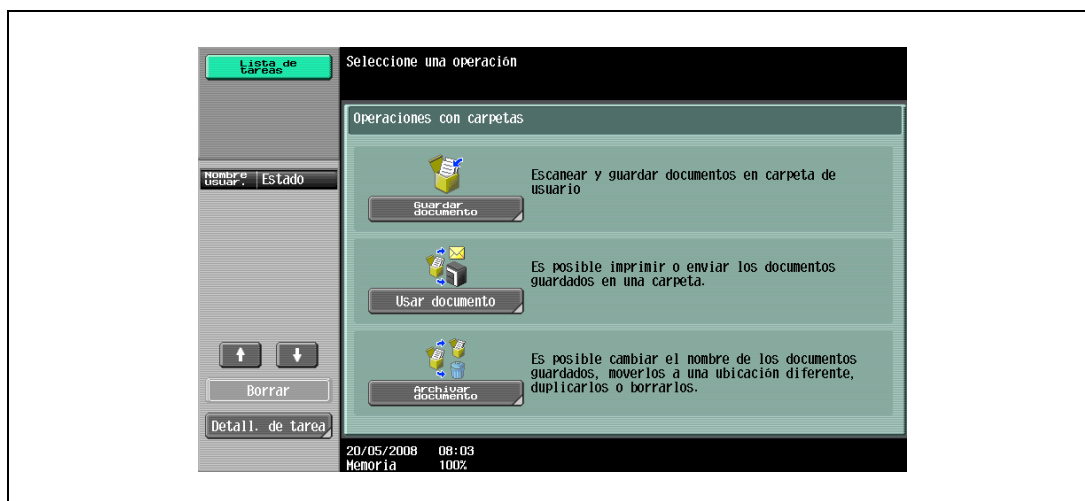 Lista de
tareas
Seleccione una operación
Operaciones con carpetas
Nombre
usuar.
Estado
Escanear y guardar documentos en carpeta de
usuario
Guardar
documento
Es posible imprimir o enviar los documentos
guardados en una carpeta.
Usar documento
Es posible cambiar el nombre de los documentos
guardados, moverlos a una ubicación diferente,
duplicarlos o borrarlos.
Archivar
documento
Borrar
Detall. de tarea
20/05/2008 08:03
Memoria 100%